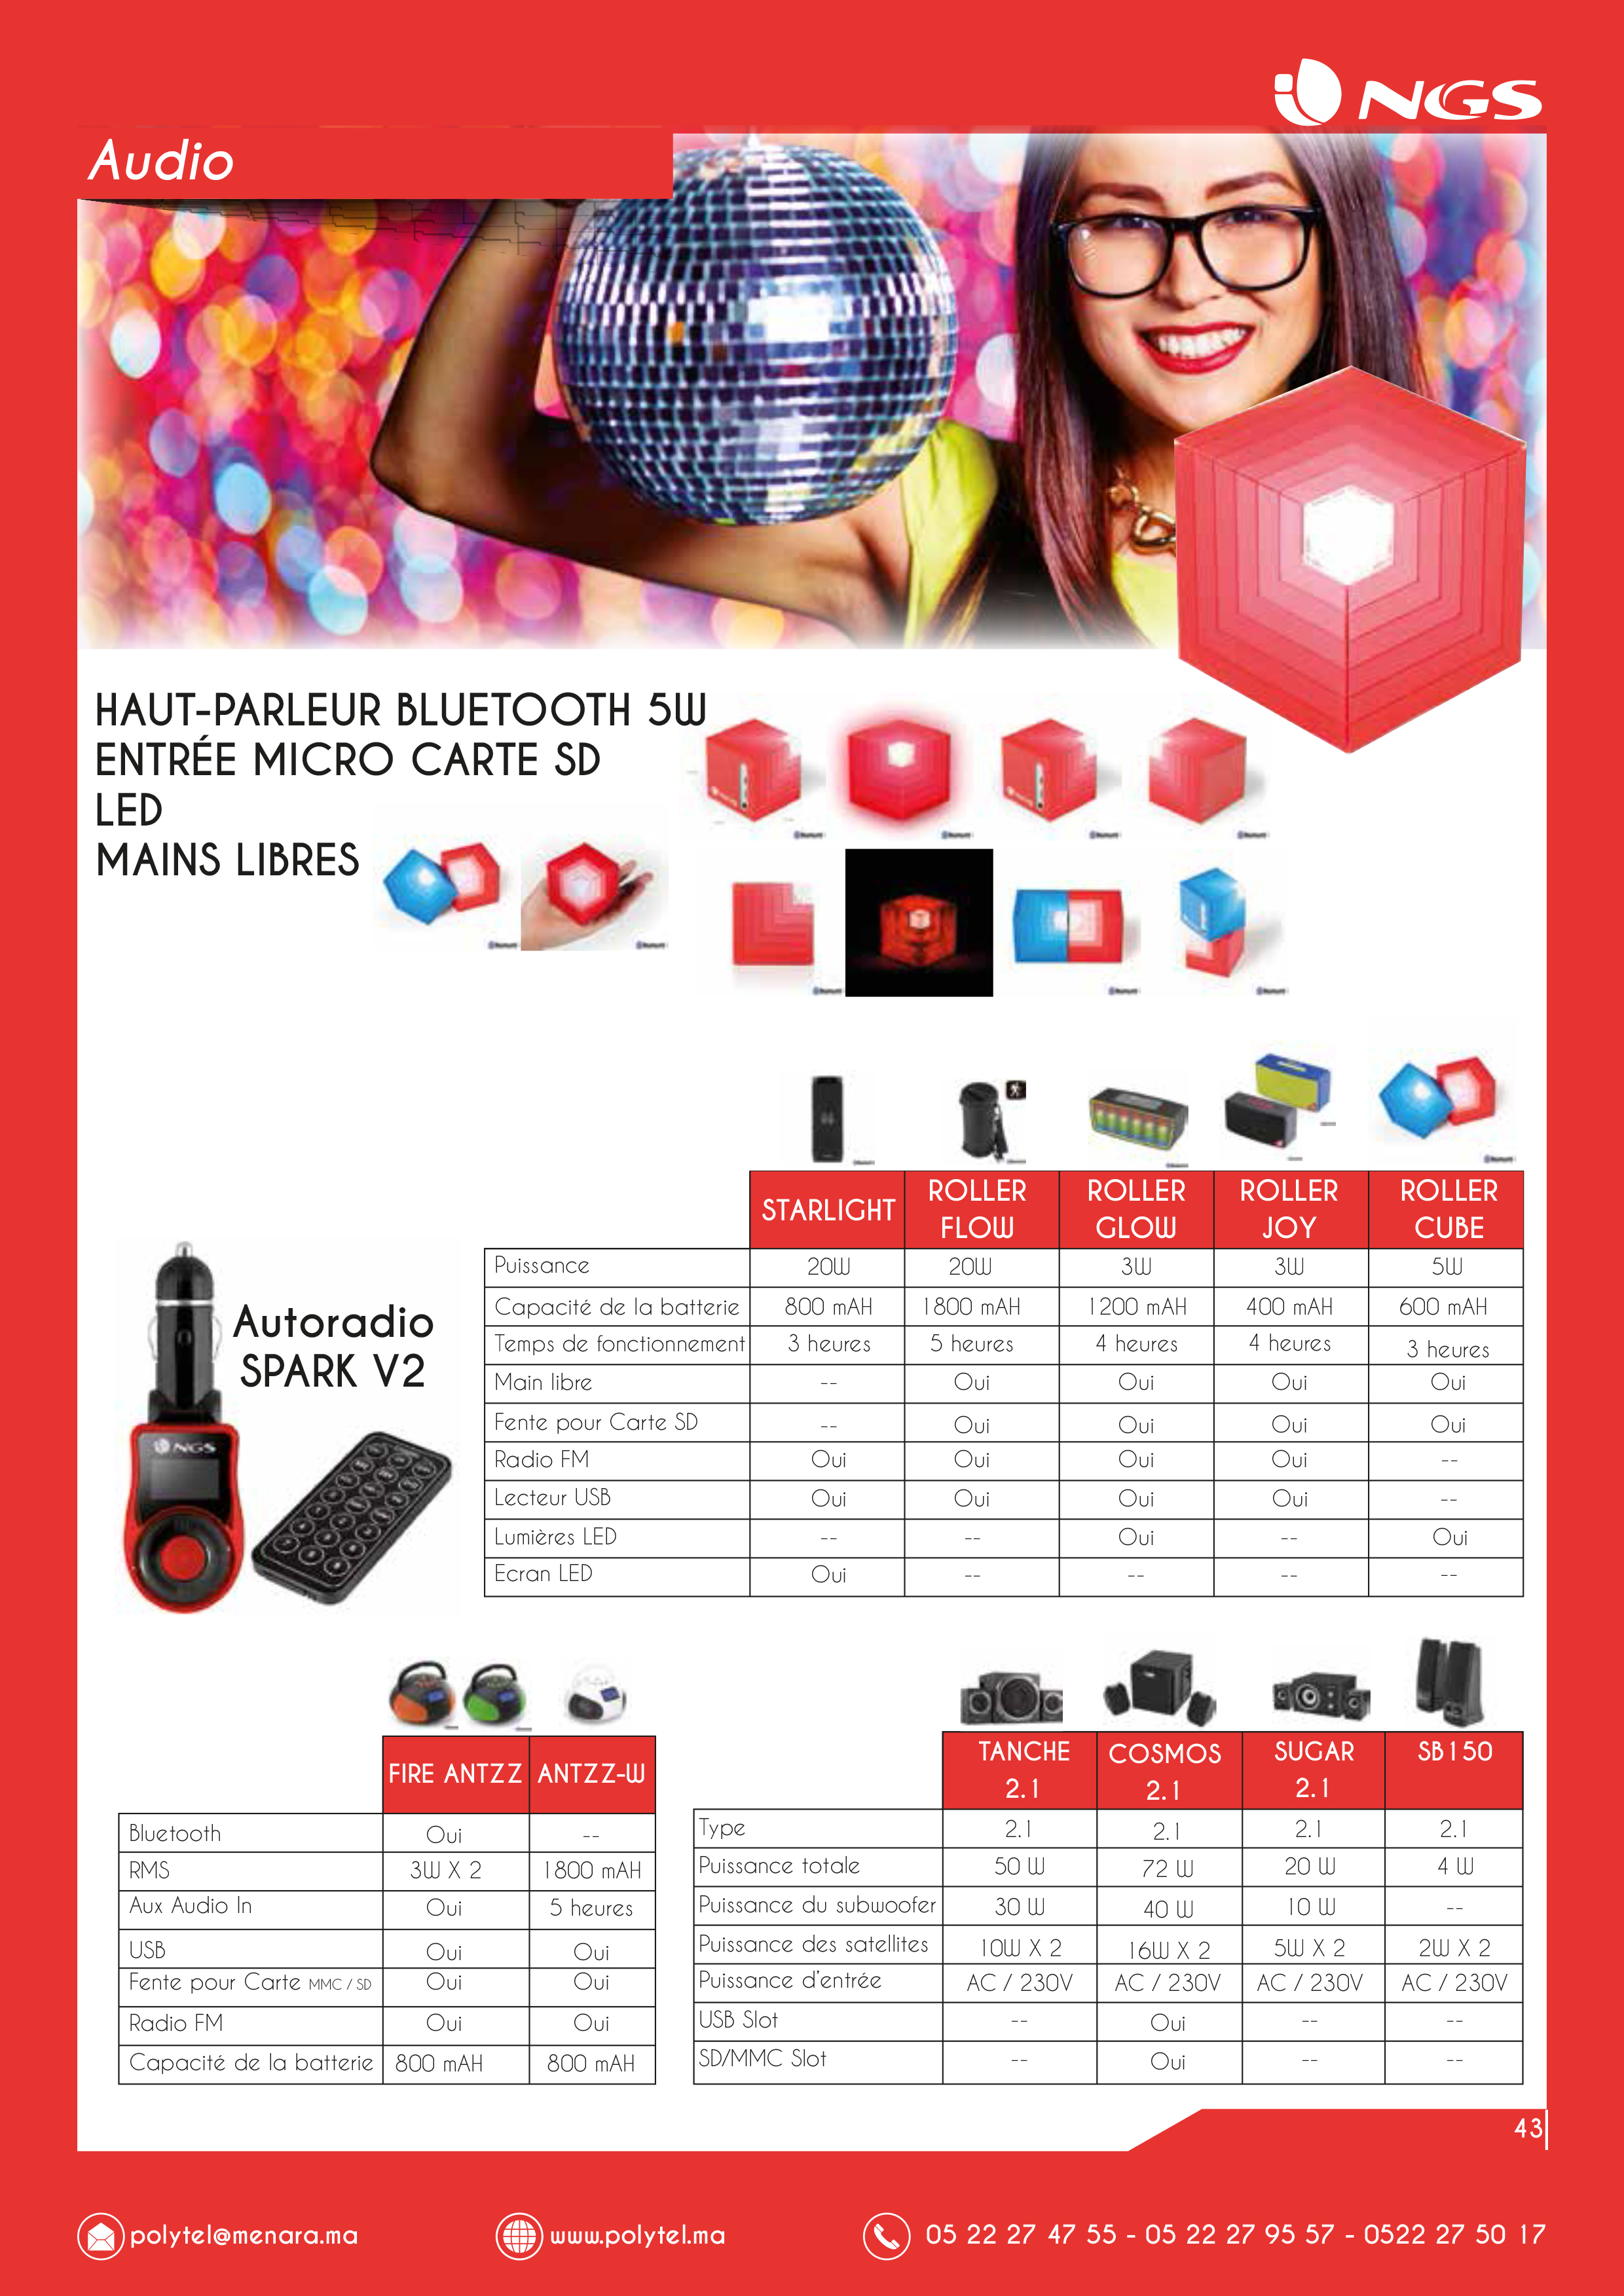 NGS
Audio
HAUT-PARLEUR BLUETOOTH 5W
ENTRÉE MICRO CARTE SD
LED
MAINS LIBRES
Autoradio
SPARK V2
NGS
STARLIGHT ROLLER FLOW ROLLER GLOW ROLLER JOY ROLLER CUBE
Puissance 20W 20W 3W 3W 5W
Capacité de la batterie 800 mAH 1800 mAH 1200 mAH 400 mAH 600 mAH
Temps de fonctionnement 3 heures 5 heures 4 heures 4 heures 3 heures
Main libre -- Oui Oui Oui Oui
Fente pour Carte SD -- Oui Oui Oui Oui
Radio FM Oui Oui Oui Oui --
Lecteur USB Oui Oui Oui Oui --
Lumières LED -- -- Oui -- Oui
Ecran LED Oui -- -- -- --
FIRE ANTZZ ANTZZ-W
Bluetooth Oui --
RMS 3W X 2 1800 mAH
Aux Audio In Oui 5 heures
USB Oui Oui
Fente pour Carte MMC / SD Oui Oui
Radio FM Oui Oui
Capacité de la batterie 800 mAH 800 mAH
TANCHE 2.1 COSMOS 2.1 SUGAR 2.1 SB150
Type 2.1 2.1 2.1 2.1
Puissance totale 50 W 72 W 20 W 4 W
Puissance du subwoofer 30 W 40 W 10 W --
Puissance des satellites 10W X 2 16W X 2 5W X 2 2W X 2
Puissance d'entrée AC / 230V AC / 230V AC / 230V AC / 230V
USB Slot -- Oui -- --
SD/MMC Slot -- Oui -- --
43
polytel@menara.ma
www.polytel.ma
05 22 27 47 55 - 05 22 27 95 57 - 0522 27 50 17